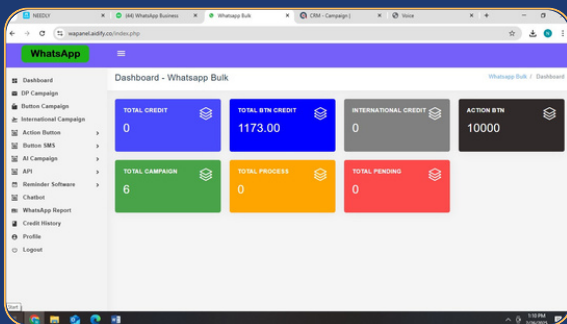 NEEDLY
(44) WhatsApp Business
Whatsapp Bulk
CRM - Campaign |
Voice
wapanel.aidify.co/index.php
WhatsApp
Dashboard
DP Campaign
Button Campaign
International Campaign
Action Button
Button SMS
AI Campaign
API
Reminder Software
Chatbot
WhatsApp Report
Credit History
Profile
Logout
Dashboard - Whatsapp Bulk
Whatsapp Bulk / Dashboard
TOTAL CREDIT
0
TOTAL BTN CREDIT
1173.00
INTERNATIONAL CREDIT
0
ACTION BTN
10000
TOTAL CAMPAIGN
6
TOTAL PROCESS
0
TOTAL PENDING
0
Start
5:10 PM